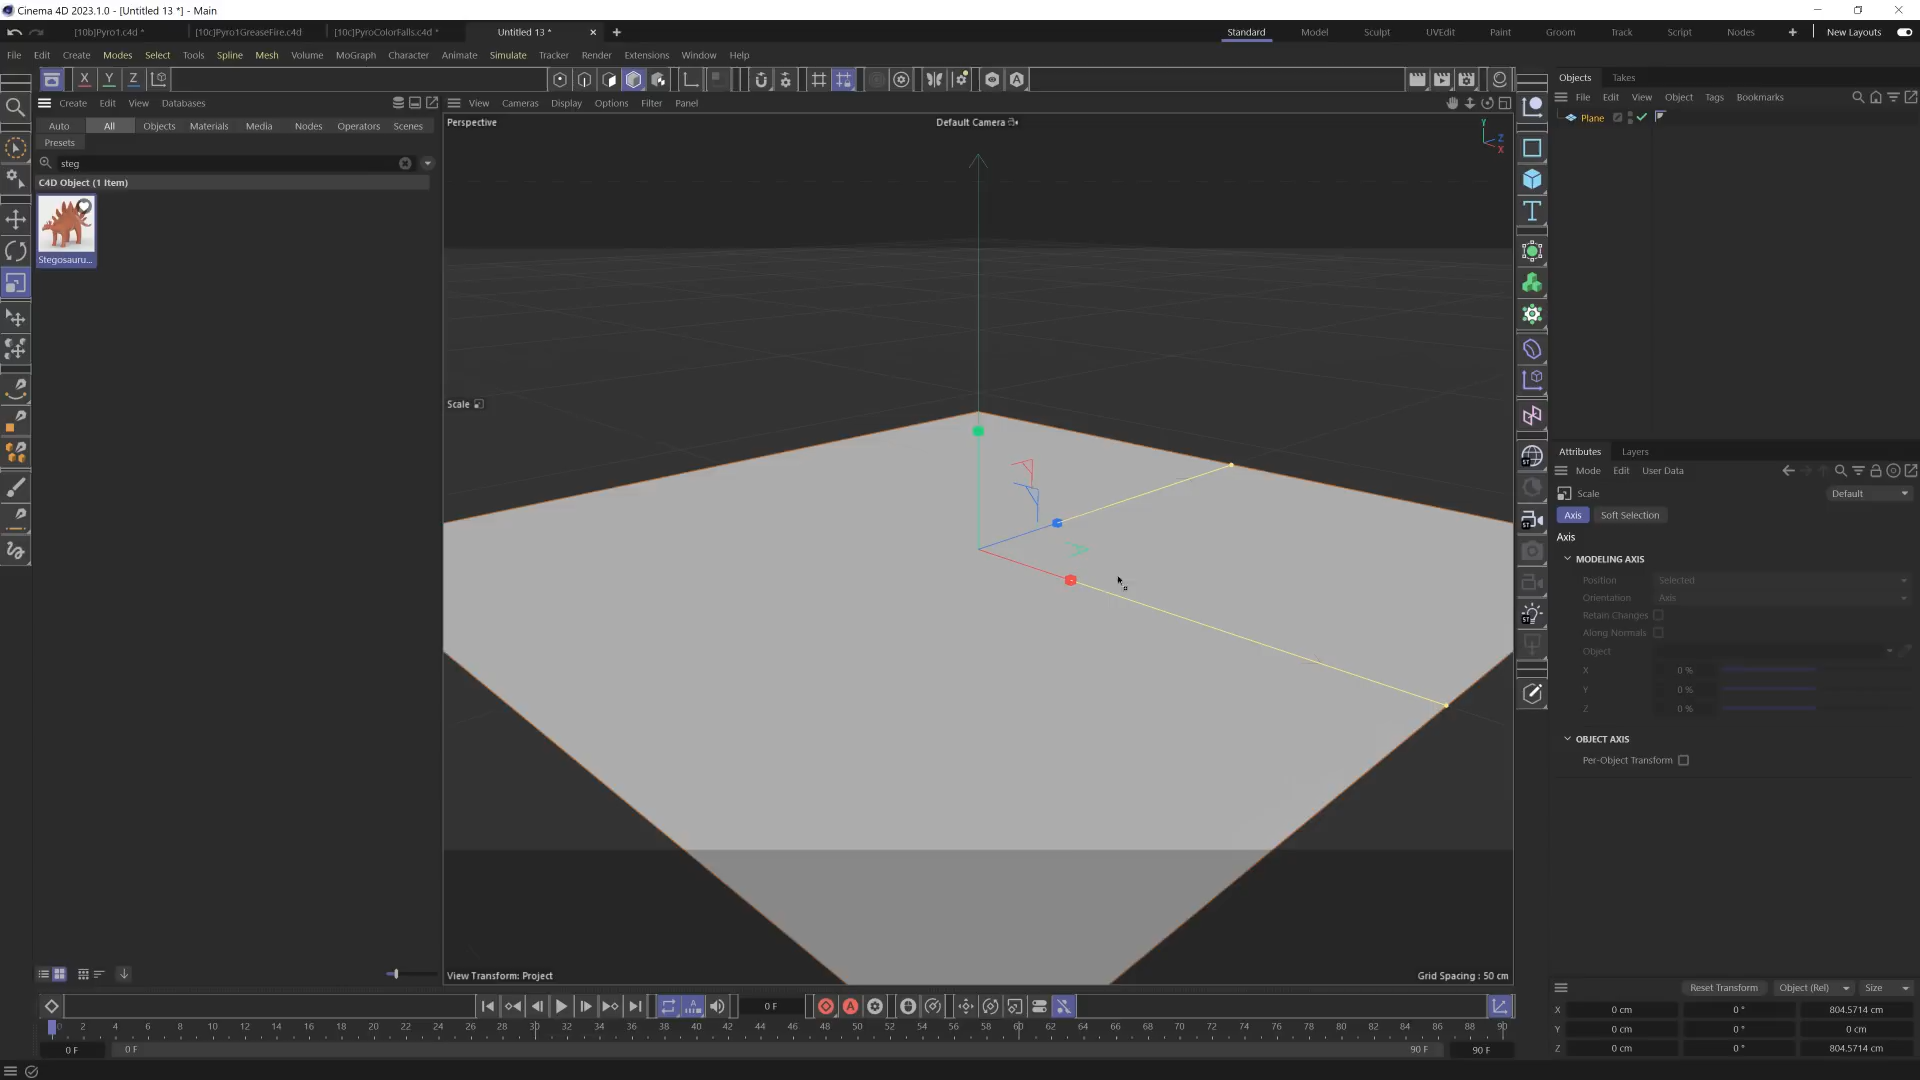 Cinema 4D 2023.1.0 - [Untitled 13 *] - Main
[10b]Pyro1.c4d *
[10c]Pyro1GreaseFire.c4d
[10c]PyroColorFalls.c4d *
Untitled 13 *
Standard
Model
Sculpt
UVEdit
Paint
Groom
Track
Script
Nodes
New Layouts
File Edit Create Modes Select Tools Spline Mesh Volume MoGraph Character Animate Simulate Tracker Render Extensions Window Help
X Y Z
Objects Takes
Create Edit View Databases
View Cameras Display Options Filter Panel
File Edit View Object Tags Bookmarks
Auto All Objects Materials Media Nodes Operators Scenes
Presets
steg
C4D Object (1 Item)
Stegosauru...
Perspective
Default Camera
Y
Z
X
Plane
Scale
View Transform: Project
Grid Spacing : 50 cm
Attributes Layers
Mode Edit User Data
Scale
Default
Axis Soft Selection
Axis
MODELING AXIS
Position Selected
Orientation Axis
Retain Changes
Along Normals
Object
X 0 %
Y 0 %
Z 0 %
OBJECT AXIS
Per-Object Transform
Reset Transform Object (Rel) Size
X 0 cm 0 ° 804.5714 cm
Y 0 cm 0 ° 0 cm
Z 0 cm 0 ° 804.5714 cm
0 F
0 2 4 6 8 10 12 14 16 18 20 22 24 26 28 30 32 34 36 38 40 42 44 46 48 50 52 54 56 58 60 62 64 66 68 70 72 74 76 78 80 82 84 86 88 90
0 F 0 F 90 F 90 F